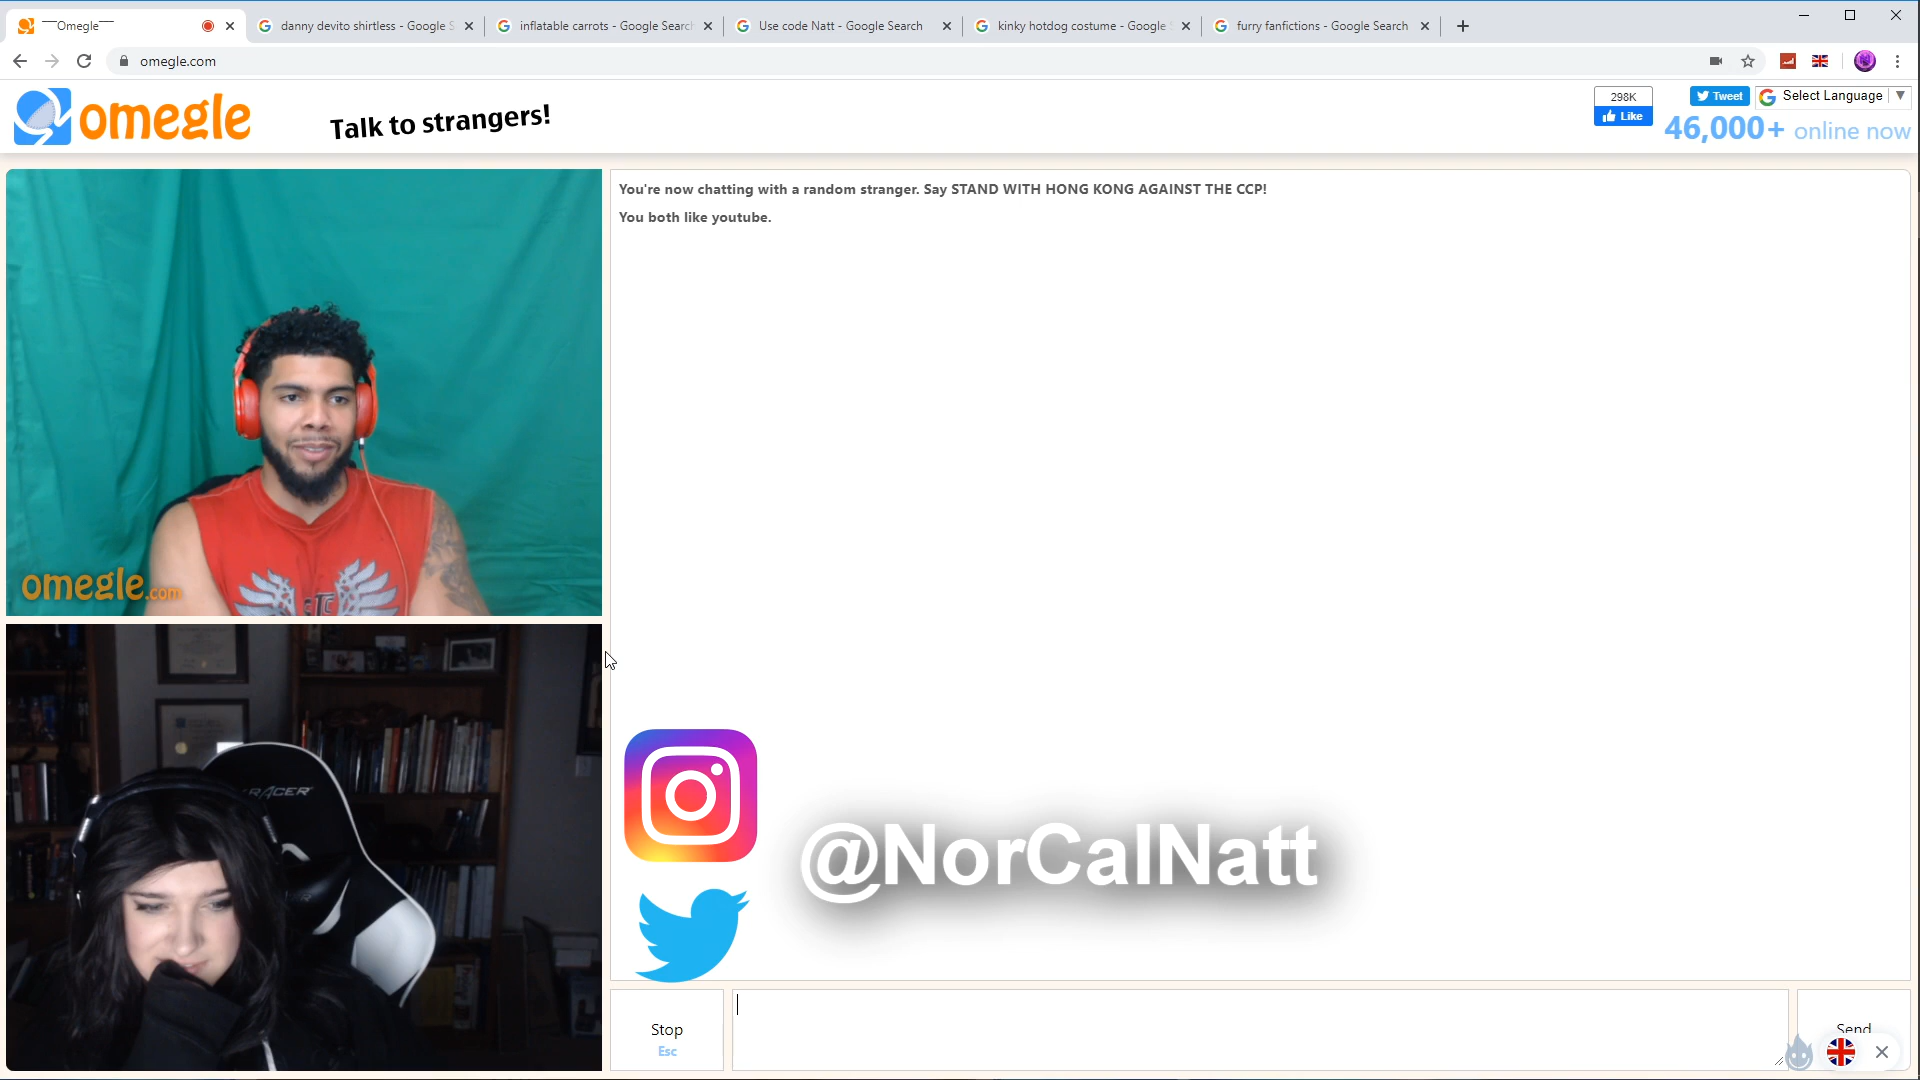 Omegle
danny devito shirtless - Google S
inflatable carrots - Google Search
Use code Natt - Google Search
kinky hotdog costume - Google S
furry fanfictions - Google Search
omegle.com
omegle
Talk to strangers!
298K
Like
Tweet
Select Language
46,000+ online now
You're now chatting with a random stranger. Say STAND WITH HONG KONG AGAINST THE CCP!
You both like youtube.
omegle.com
RACER
@NorCalNatt
Stop
Esc
Send